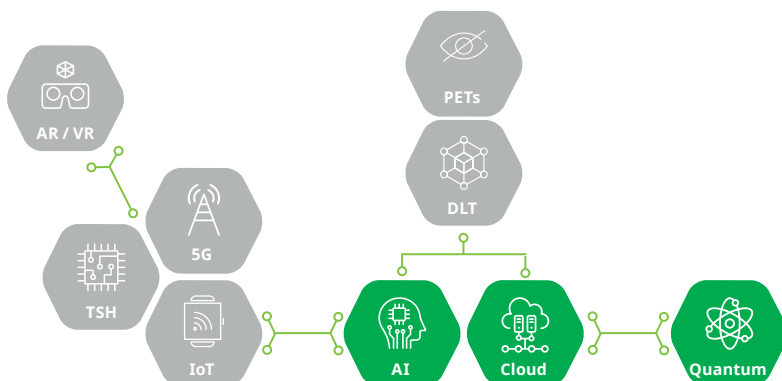 PETs
AR / VR
DLT
5G
TSH
IoT
AI
Cloud
Quantum